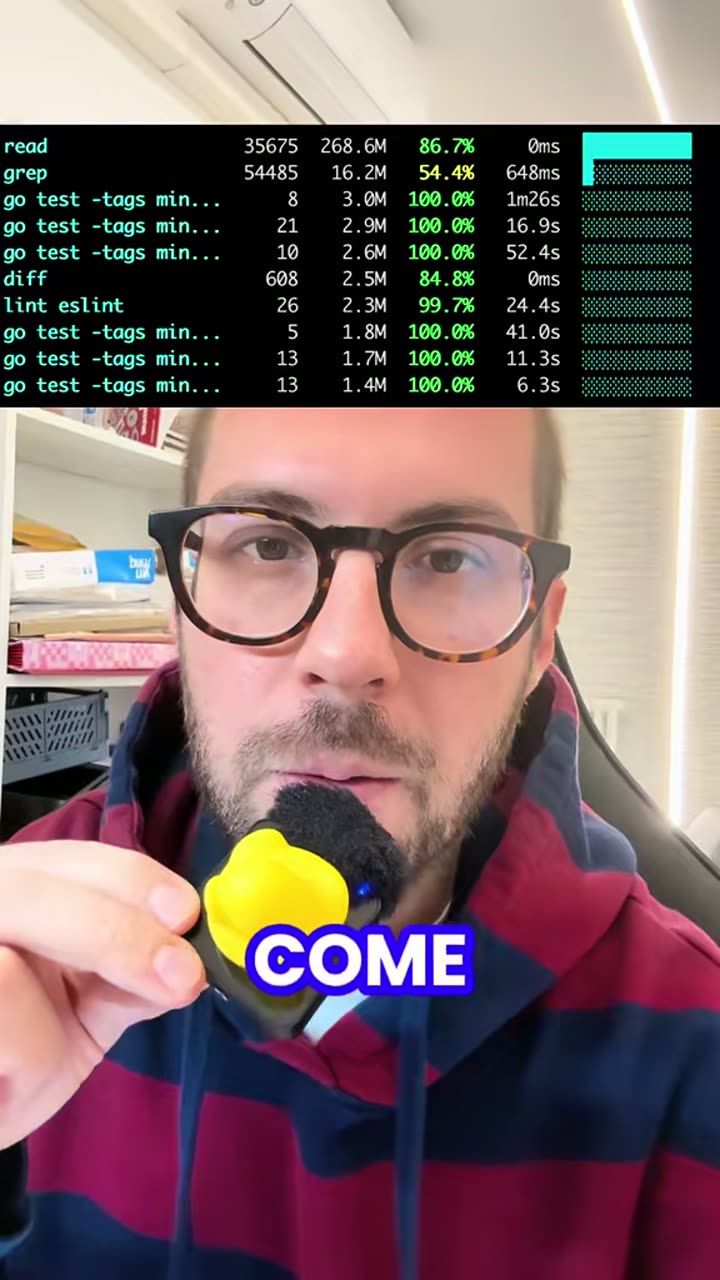 read 35675 268.6M 86.7% 0ms
grep 54485 16.2M 54.4% 648ms
go test -tags min... 8 3.0M 100.0% 1m26s
go test -tags min... 21 2.9M 100.0% 16.9s
go test -tags min... 10 2.6M 100.0% 52.4s
diff 608 2.5M 84.8% 0ms
lint eslint 26 2.3M 99.7% 24.4s
go test -tags min... 5 1.8M 100.0% 41.0s
go test -tags min... 13 1.7M 100.0% 11.3s
go test -tags min... 13 1.4M 100.0% 6.3s
COME